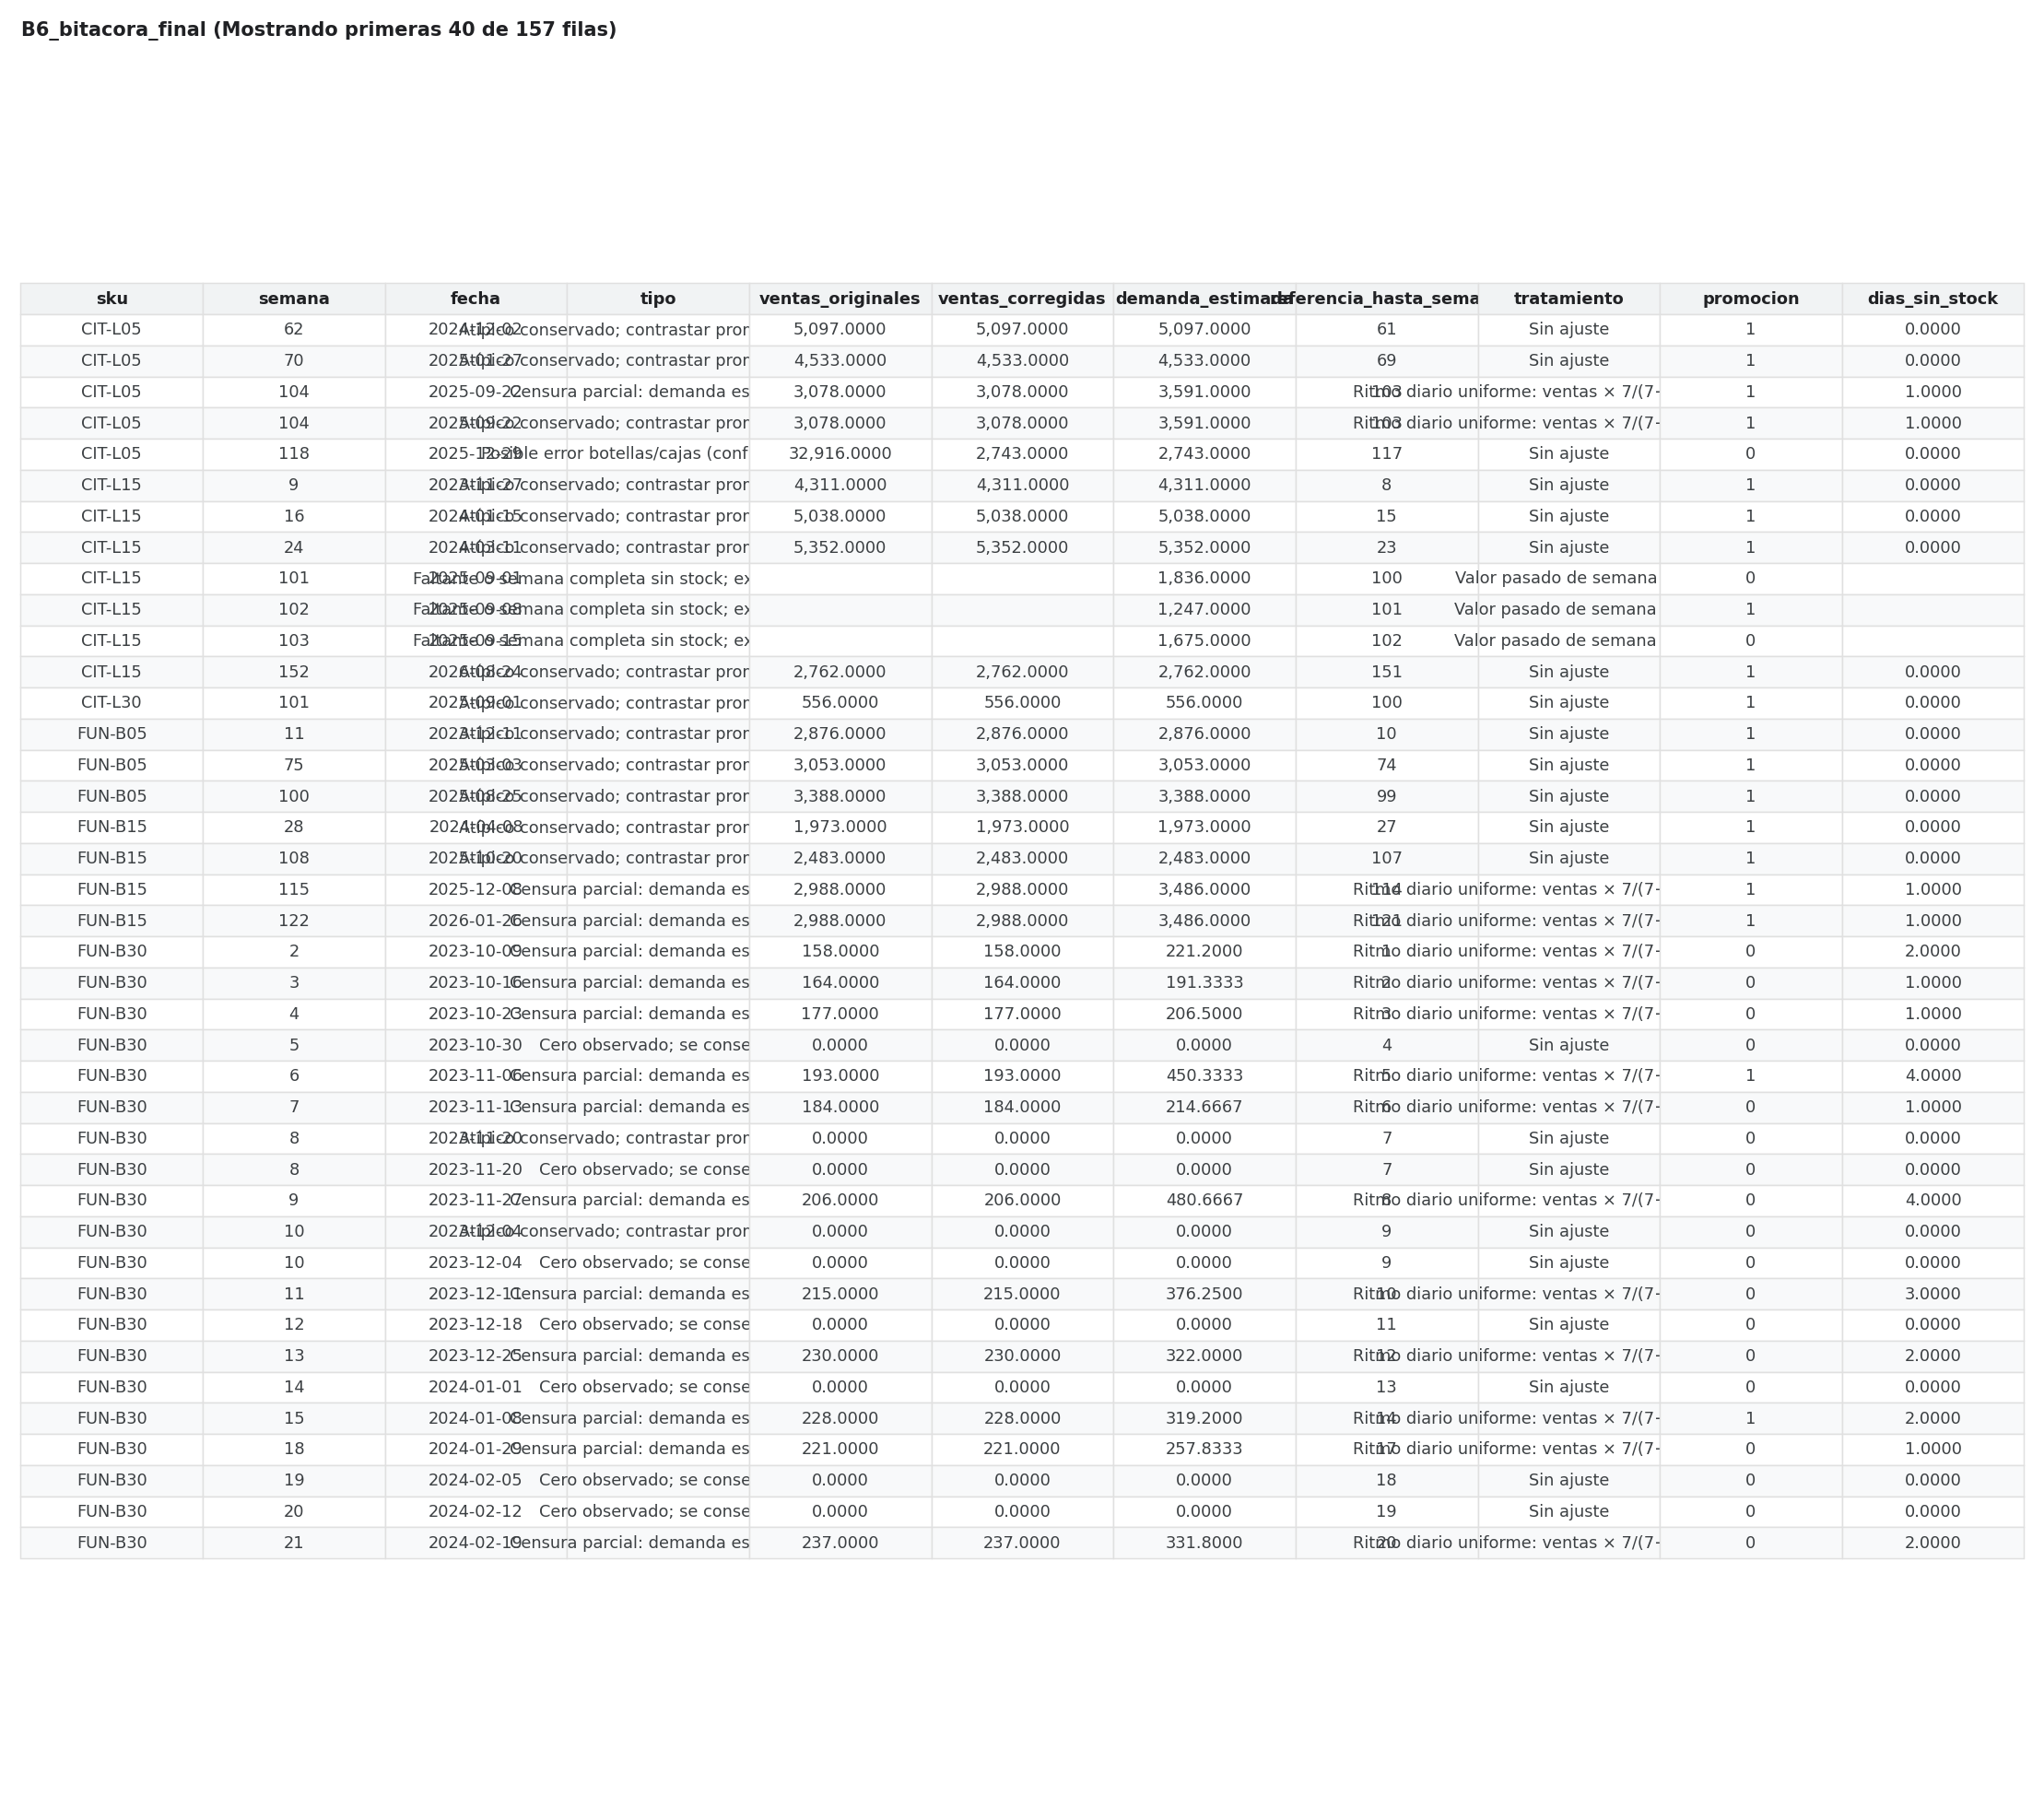 B6_bitacora_final (Mostrando primeras 40 de 157 filas)
sku semana fecha tipo ventas_originales ventas_corregidas demanda_estimada referencia_hasta_sema tratamiento promocion dias_sin_stock
CIT-L05 62 2024-12-02 Atípico conservado; contrastar pror 5,097.0000 5,097.0000 5,097.0000 61 Sin ajuste 1 0.0000
CIT-L05 70 2025-01-27 Atípico conservado; contrastar pror 4,533.0000 4,533.0000 4,533.0000 69 Sin ajuste 1 0.0000
CIT-L05 104 2025-09-22 Censura parcial: demanda es 3,078.0000 3,078.0000 3,591.0000 103 Ritmo diario uniforme: ventas × 7/(7- 1 1.0000
CIT-L05 104 2025-09-22 Atípico conservado; contrastar pror 3,078.0000 3,078.0000 3,591.0000 103 Ritmo diario uniforme: ventas × 7/(7- 1 1.0000
CIT-L05 118 2025-12-29 Posible error botellas/cajas (conf 32,916.0000 2,743.0000 2,743.0000 117 Sin ajuste 0 0.0000
CIT-L15 9 2023-11-27 Atípico conservado; contrastar pror 4,311.0000 4,311.0000 4,311.0000 8 Sin ajuste 1 0.0000
CIT-L15 16 2024-01-15 Atípico conservado; contrastar pror 5,038.0000 5,038.0000 5,038.0000 15 Sin ajuste 1 0.0000
CIT-L15 24 2024-03-11 Atípico conservado; contrastar pror 5,352.0000 5,352.0000 5,352.0000 23 Sin ajuste 1 0.0000
CIT-L15 101 2025-09-01 Faltante o semana completa sin stock; ex 1,836.0000 100 Valor pasado de semana 0
CIT-L15 102 2025-09-08 Faltante o semana completa sin stock; ex 1,247.0000 101 Valor pasado de semana 1
CIT-L15 103 2025-09-15 Faltante o semana completa sin stock; ex 1,675.0000 102 Valor pasado de semana 0
CIT-L15 152 2026-08-24 Atípico conservado; contrastar pror 2,762.0000 2,762.0000 2,762.0000 151 Sin ajuste 1 0.0000
CIT-L30 101 2025-09-01 Atípico conservado; contrastar pror 556.0000 556.0000 556.0000 100 Sin ajuste 1 0.0000
FUN-B05 11 2023-12-11 Atípico conservado; contrastar pror 2,876.0000 2,876.0000 2,876.0000 10 Sin ajuste 1 0.0000
FUN-B05 75 2025-03-03 Atípico conservado; contrastar pror 3,053.0000 3,053.0000 3,053.0000 74 Sin ajuste 1 0.0000
FUN-B05 100 2025-08-25 Atípico conservado; contrastar pror 3,388.0000 3,388.0000 3,388.0000 99 Sin ajuste 1 0.0000
FUN-B15 28 2024-04-08 Atípico conservado; contrastar pror 1,973.0000 1,973.0000 1,973.0000 27 Sin ajuste 1 0.0000
FUN-B15 108 2025-10-20 Atípico conservado; contrastar pror 2,483.0000 2,483.0000 2,483.0000 107 Sin ajuste 1 0.0000
FUN-B15 115 2025-12-08 Censura parcial: demanda es 2,988.0000 2,988.0000 3,486.0000 114 Ritmo diario uniforme: ventas × 7/(7- 1 1.0000
FUN-B15 122 2026-01-26 Censura parcial: demanda es 2,988.0000 2,988.0000 3,486.0000 121 Ritmo diario uniforme: ventas × 7/(7- 1 1.0000
FUN-B30 2 2023-10-09 Censura parcial: demanda es 158.0000 158.0000 221.2000 1 Ritmo diario uniforme: ventas × 7/(7- 0 2.0000
FUN-B30 3 2023-10-16 Censura parcial: demanda es 164.0000 164.0000 191.3333 2 Ritmo diario uniforme: ventas × 7/(7- 0 1.0000
FUN-B30 4 2023-10-23 Censura parcial: demanda es 177.0000 177.0000 206.5000 3 Ritmo diario uniforme: ventas × 7/(7- 0 1.0000
FUN-B30 5 2023-10-30 Cero observado; se conse 0.0000 0.0000 0.0000 4 Sin ajuste 0 0.0000
FUN-B30 6 2023-11-06 Censura parcial: demanda es 193.0000 193.0000 450.3333 5 Ritmo diario uniforme: ventas × 7/(7- 1 4.0000
FUN-B30 7 2023-11-13 Censura parcial: demanda es 184.0000 184.0000 214.6667 6 Ritmo diario uniforme: ventas × 7/(7- 0 1.0000
FUN-B30 8 2023-11-20 Atípico conservado; contrastar pror 0.0000 0.0000 0.0000 7 Sin ajuste 0 0.0000
FUN-B30 8 2023-11-20 Cero observado; se conse 0.0000 0.0000 0.0000 7 Sin ajuste 0 0.0000
FUN-B30 9 2023-11-27 Censura parcial: demanda es 206.0000 206.0000 480.6667 8 Ritmo diario uniforme: ventas × 7/(7- 0 4.0000
FUN-B30 10 2023-12-04 Atípico conservado; contrastar pror 0.0000 0.0000 0.0000 9 Sin ajuste 0 0.0000
FUN-B30 10 2023-12-04 Cero observado; se conse 0.0000 0.0000 0.0000 9 Sin ajuste 0 0.0000
FUN-B30 11 2023-12-11 Censura parcial: demanda es 215.0000 215.0000 376.2500 10 Ritmo diario uniforme: ventas × 7/(7- 0 3.0000
FUN-B30 12 2023-12-18 Cero observado; se conse 0.0000 0.0000 0.0000 11 Sin ajuste 0 0.0000
FUN-B30 13 2023-12-25 Censura parcial: demanda es 230.0000 230.0000 322.0000 12 Ritmo diario uniforme: ventas × 7/(7- 0 2.0000
FUN-B30 14 2024-01-01 Cero observado; se conse 0.0000 0.0000 0.0000 13 Sin ajuste 0 0.0000
FUN-B30 15 2024-01-08 Censura parcial: demanda es 228.0000 228.0000 319.2000 14 Ritmo diario uniforme: ventas × 7/(7- 1 2.0000
FUN-B30 18 2024-01-29 Censura parcial: demanda es 221.0000 221.0000 257.8333 17 Ritmo diario uniforme: ventas × 7/(7- 0 1.0000
FUN-B30 19 2024-02-05 Cero observado; se conse 0.0000 0.0000 0.0000 18 Sin ajuste 0 0.0000
FUN-B30 20 2024-02-12 Cero observado; se conse 0.0000 0.0000 0.0000 19 Sin ajuste 0 0.0000
FUN-B30 21 2024-02-19 Censura parcial: demanda es 237.0000 237.0000 331.8000 20 Ritmo diario uniforme: ventas × 7/(7- 0 2.0000